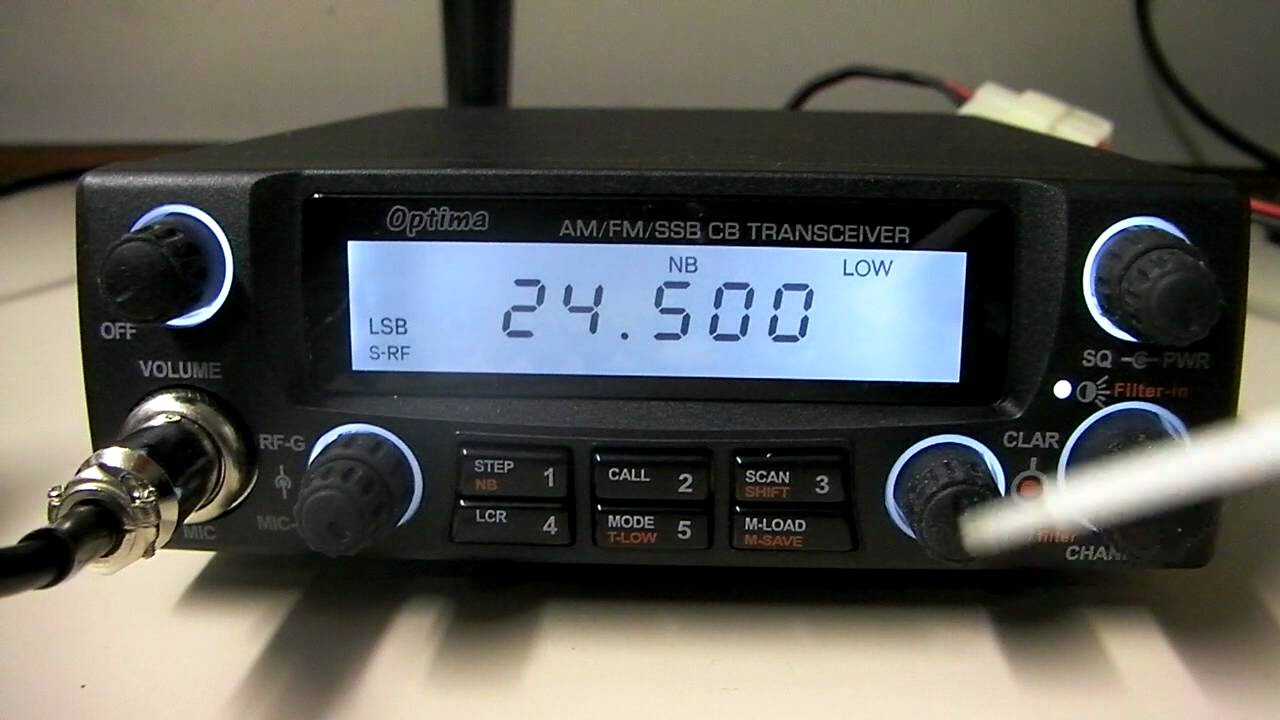 Optima
AM/FM/SSB CB TRANSCEIVER
NB LOW
24.500
LSB
S-RF
OFF
VOLUME
SQ PWR
Filter-in
RF-G
MIC
CLAR
STEP 1
NB
CALL 2
SCAN 3
SHIFT
LCR 4
MODE 5
T-LOW
M-LOAD
M-SAVE